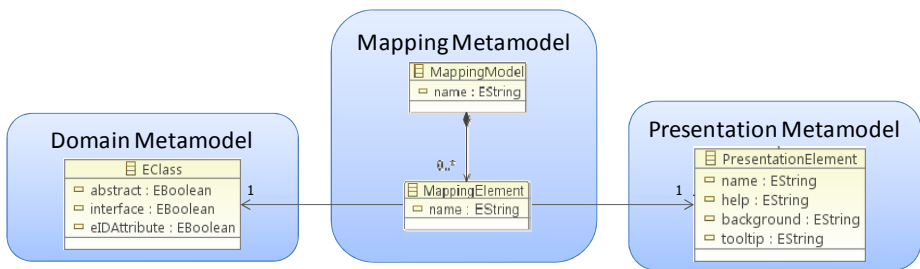 Mapping Metamodel
MappingModel
name : EString
0..*
MappingElement
name : EString
Domain Metamodel
EClass
abstract : EBoolean
interface : EBoolean
eIDAttribute : EBoolean
1
Presentation Metamodel
PresentationElement
name : EString
help : EString
background : EString
tooltip : EString
1